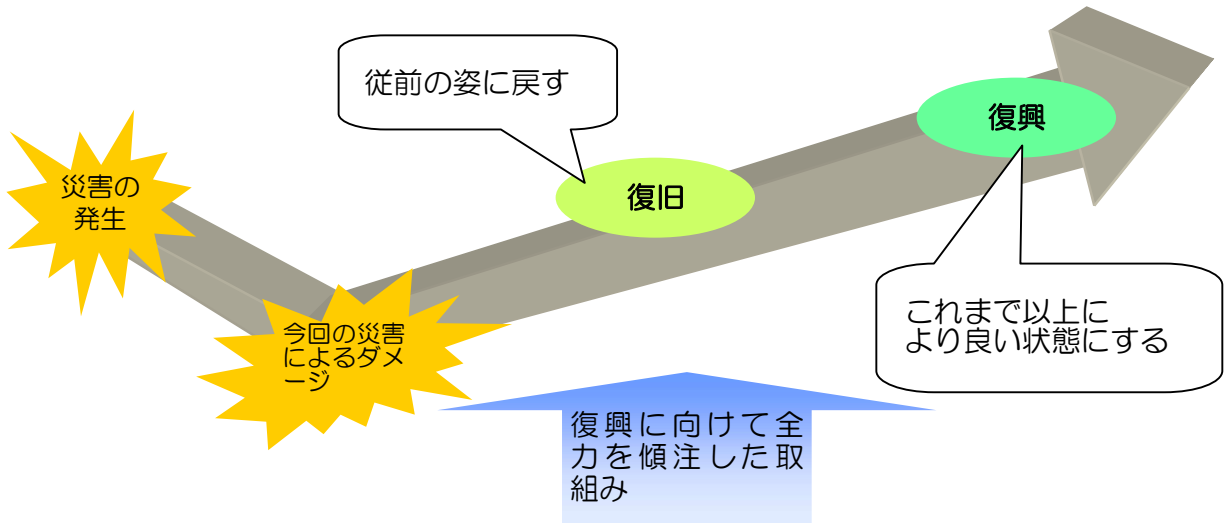 従前の姿に戻す
復興
災害の
発生
復旧
これまで以上に
より良い状態にする
今回の災害
によるダメ
ージ
復興に向けて全
力を傾注した取
組み